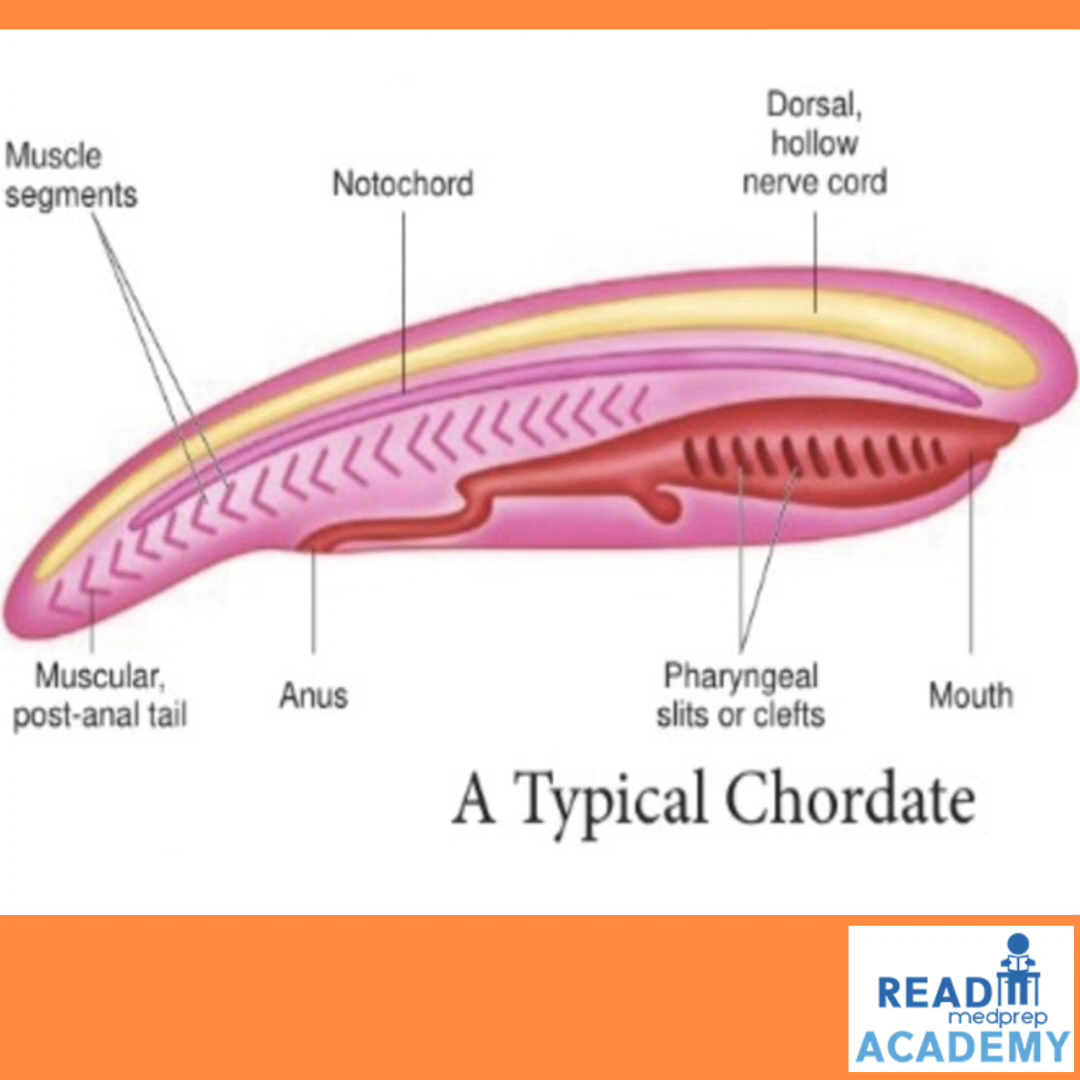 Dorsal,
hollow
nerve cord
Muscle
segments
Notochord
Muscular,
post-anal tail
Anus
Pharyngeal
slits or clefts
Mouth
A Typical Chordate
READ
medprep
ACADEMY